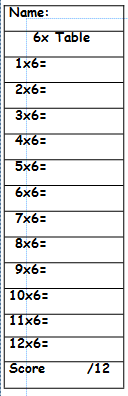 Name:
6x Table
1x6=
2x6=
3x6=
4x6=
5x6=
6x6=
7x6=
8x6=
9x6=
10x6=
11x6=
12x6=
Score /12